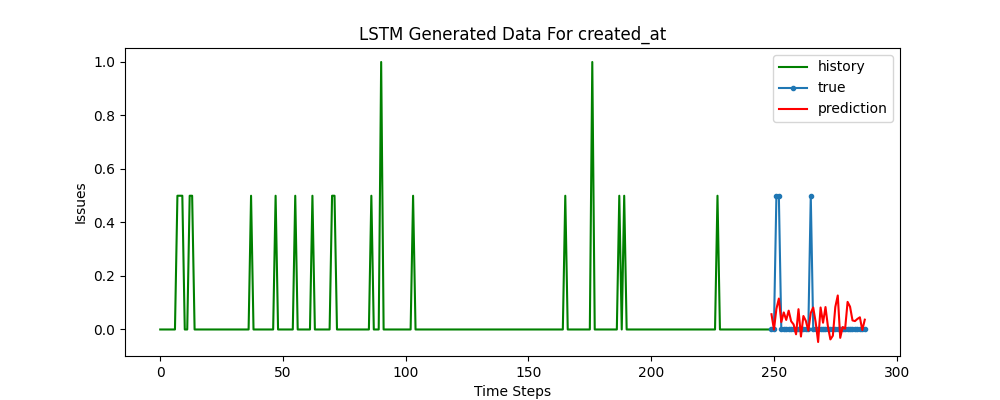 LSTM Generated Data For created_at
history
true
prediction
Issues
1.0
0.8
0.6
0.4
0.2
0.0
0 50 100 150 200 250 300
Time Steps